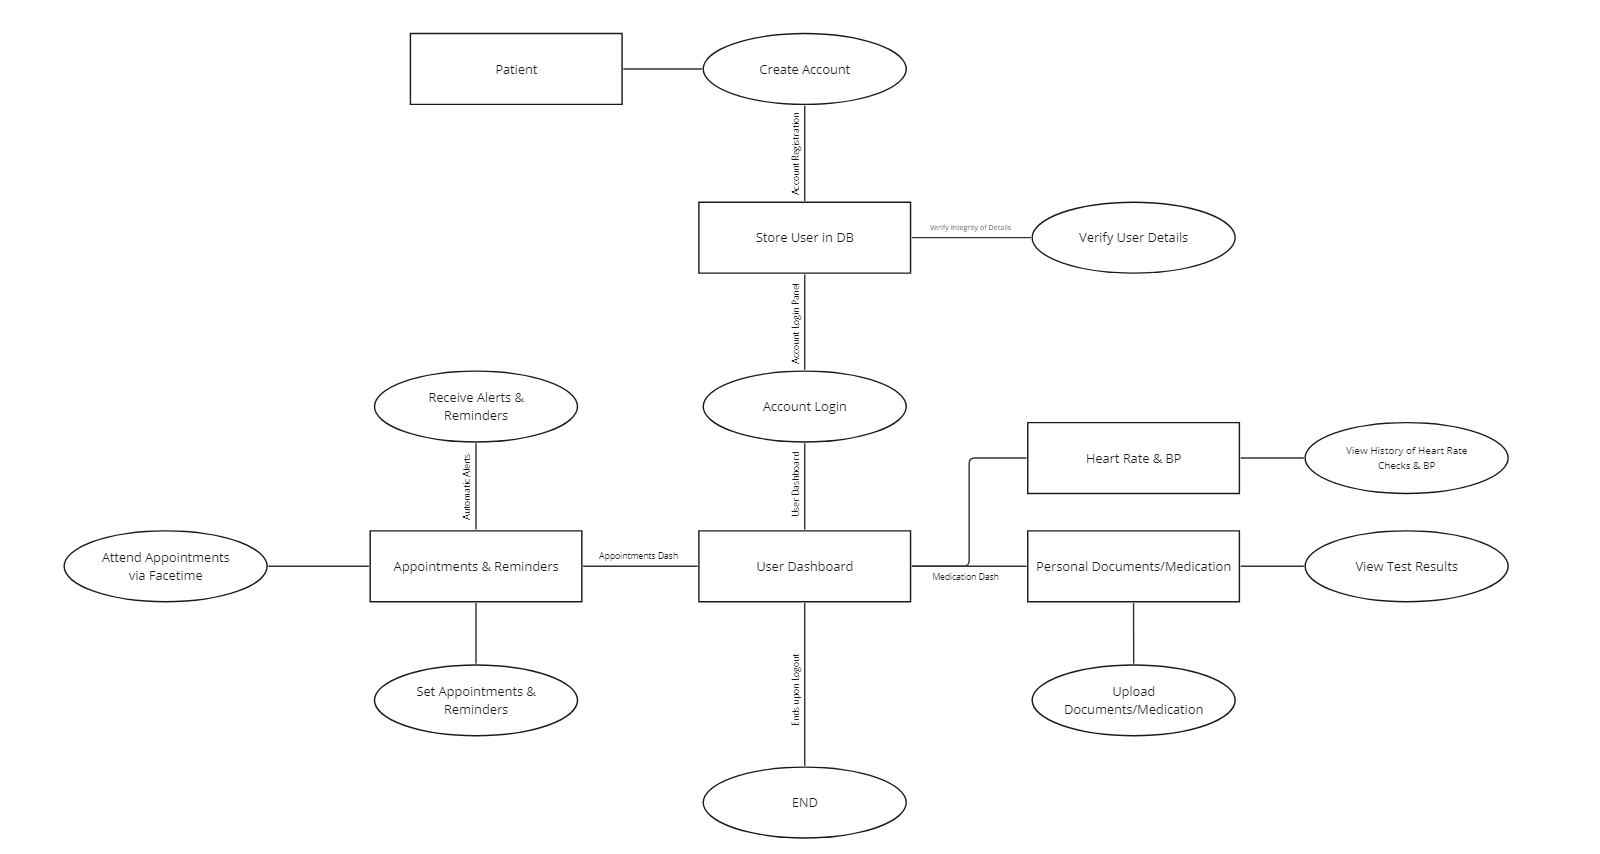 Patient
Create Account
Account Registration
Store User in DB
Verify Integrity of Details
Verify User Details
Account Login Panel
Receive Alerts &
Reminders
Account Login
Automatic Alerts
User Dashboard
Heart Rate & BP
View History of Heart Rate
Checks & BP
Attend Appointments
via Facetime
Appointments & Reminders
Appointments Dash
User Dashboard
Medication Dash
Personal Documents/Medication
View Test Results
Set Appointments &
Reminders
Ends upon Logout
Upload
Documents/Medication
END